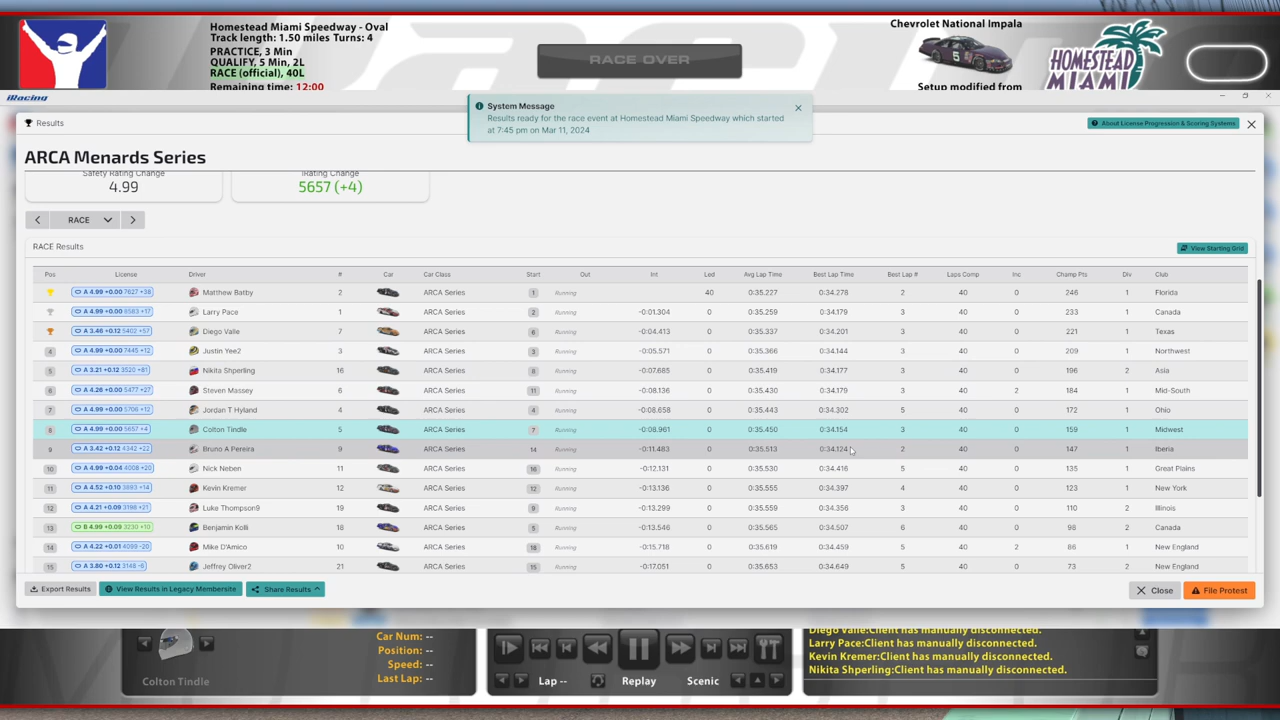 Homestead Miami Speedway - Oval
Track length: 1.50 miles Turns: 4
PRACTICE, 3 Min
QUALIFY, 5 Min, 2L
RACE (official), 40L
Remaining time: 12:00
RACE OVER
Chevrolet National Impala
5
HOMESTEAD
MIAMI
Setup modified from
iRacing
System Message
Results ready for the race event at Homestead Miami Speedway which started
at 7:45 pm on Mar 11, 2024
Results
About License Progression & Scoring Systems
ARCA Menards Series
Safety Rating Change
4.99
iRating Change
5657 (+4)
RACE
RACE Results
View Starting Grid
Pos License Driver # Car Car Class Start Out Int Led Avg Lap Time Best Lap Time Best Lap # Laps Comp Inc Champ Pts Div Club
A 4.99 +0.00 7627 +38 Matthew Batby 2 ARCA Series 1 Running 40 0:35.227 0:34.278 2 40 0 246 1 Florida
A 4.99 +0.00 8583 +17 Larry Pace 1 ARCA Series 2 Running -0:01.304 0 0:35.259 0:34.179 3 40 0 233 1 Canada
A 3.46 +0.12 5402 +57 Diego Valle 7 ARCA Series 6 Running -0:04.413 0 0:35.337 0:34.201 3 40 0 221 1 Texas
4 A 4.99 +0.00 7445 +12 Justin Yee2 3 ARCA Series 3 Running -0:05.571 0 0:35.366 0:34.144 3 40 0 209 1 Northwest
5 A 3.21 +0.12 3520 +81 Nikita Shperling 16 ARCA Series 8 Running -0:07.685 0 0:35.419 0:34.177 3 40 0 196 2 Asia
6 A 4.26 +0.00 5477 +27 Steven Massey 6 ARCA Series 11 Running -0:08.136 0 0:35.430 0:34.179 3 40 2 184 1 Mid-South
7 A 4.99 +0.00 5706 +12 Jordan T Hyland 4 ARCA Series 4 Running -0:08.658 0 0:35.443 0:34.302 5 40 0 172 1 Ohio
8 A 4.99 +0.00 5657 +4 Colton Tindle 5 ARCA Series 7 Running -0:08.961 0 0:35.450 0:34.154 3 40 0 159 1 Midwest
9 A 3.42 +0.12 4342 +22 Bruno A Pereira 9 ARCA Series 14 Running -0:11.483 0 0:35.513 0:34.124 2 40 0 147 1 Iberia
10 A 4.99 +0.04 4008 +20 Nick Neben 11 ARCA Series 16 Running -0:12.131 0 0:35.530 0:34.416 5 40 0 135 1 Great Plains
11 A 4.52 +0.10 3893 +14 Kevin Kremer 12 ARCA Series 12 Running -0:13.136 0 0:35.555 0:34.397 4 40 0 123 1 New York
12 A 4.21 +0.09 3198 +21 Luke Thompson9 19 ARCA Series 9 Running -0:13.299 0 0:35.559 0:34.356 3 40 0 110 2 Illinois
13 B 4.99 +0.09 3230 +10 Benjamin Kolli 18 ARCA Series 5 Running -0:13.546 0 0:35.565 0:34.507 6 40 0 98 2 Canada
14 A 4.22 +0.01 4099 -20 Mike D'Amico 10 ARCA Series 18 Running -0:15.718 0 0:35.619 0:34.459 5 40 2 86 1 New England
15 A 3.80 +0.12 3148 -6 Jeffrey Oliver2 21 ARCA Series 15 Running -0:17.051 0 0:35.653 0:34.649 5 40 0 73 2 New England
Export Results
View Results in Legacy Membersite
Share Results
Close
File Protest
Colton Tindle
Car Num: --
Position: --
Speed: --
Last Lap: --
Lap --
Replay
Scenic
Diego Valle:Client has manually disconnected.
Larry Pace:Client has manually disconnected.
Kevin Kremer:Client has manually disconnected.
Nikita Shperling:Client has manually disconnected.